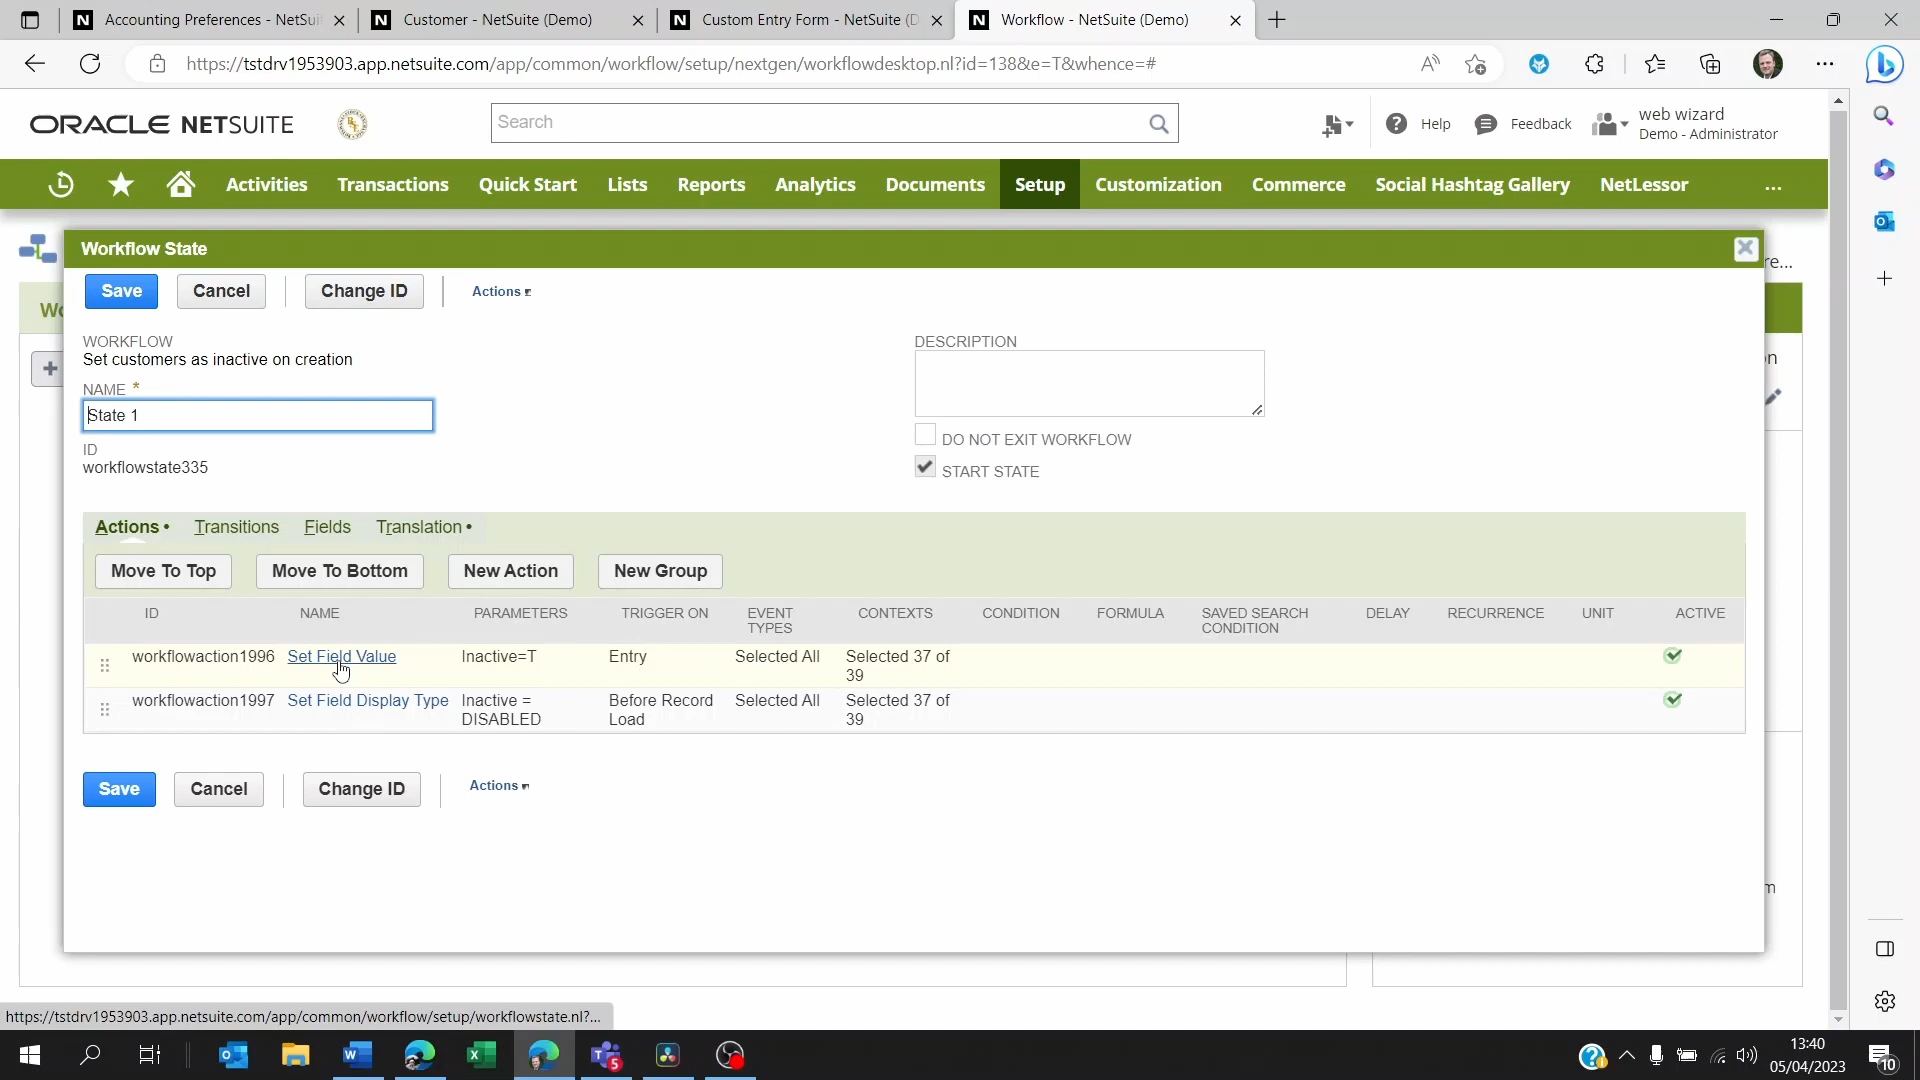 Accounting Preferences - NetSui
Customer - NetSuite (Demo)
Custom Entry Form - NetSuite (D
Workflow - NetSuite (Demo)
https://tstdrv1953903.app.netsuite.com/app/common/workflow/setup/nextgen/workflowdesktop.nl?id=138&e=T&whence=#
ORACLE NETSUITE
Search
Help
Feedback
web wizard
Demo - Administrator
Activities
Transactions
Quick Start
Lists
Reports
Analytics
Documents
Setup
Customization
Commerce
Social Hashtag Gallery
NetLessor
...
Workflow State
re...
Save
Cancel
Change ID
Actions
Wo
WORKFLOW
Set customers as inactive on creation
DESCRIPTION
on
NAME *
State 1
DO NOT EXIT WORKFLOW
ID
workflowstate335
START STATE
Actions •
Transitions
Fields
Translation •
Move To Top
Move To Bottom
New Action
New Group
ID NAME PARAMETERS TRIGGER ON EVENT TYPES CONTEXTS CONDITION FORMULA SAVED SEARCH CONDITION DELAY RECURRENCE UNIT ACTIVE
workflowaction1996 Set Field Value Inactive=T Entry Selected All Selected 37 of 39
workflowaction1997 Set Field Display Type Inactive = DISABLED Before Record Load Selected All Selected 37 of 39
Save
Cancel
Change ID
Actions
m
https://tstdrv1953903.app.netsuite.com/app/common/workflow/setup/workflowstate.nl?...
5
13:40
05/04/2023
10